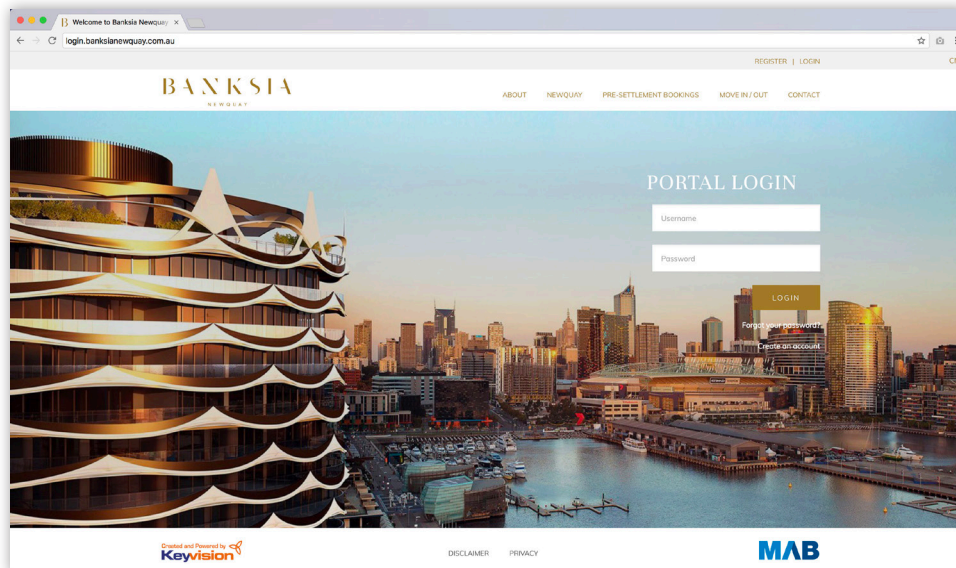 Welcome to Banksia Newquay
login.banksianewquay.com.au
REGISTER | LOGIN
BANKSIA
NEWQUAY
ABOUT NEWQUAY PRE-SETTLEMENT BOOKINGS MOVE IN / OUT CONTACT
PORTAL LOGIN
Username
Password
LOGIN
Forgot your password?
Create an account
Created and Powered by
Keyvision
DISCLAIMER PRIVACY
MAB